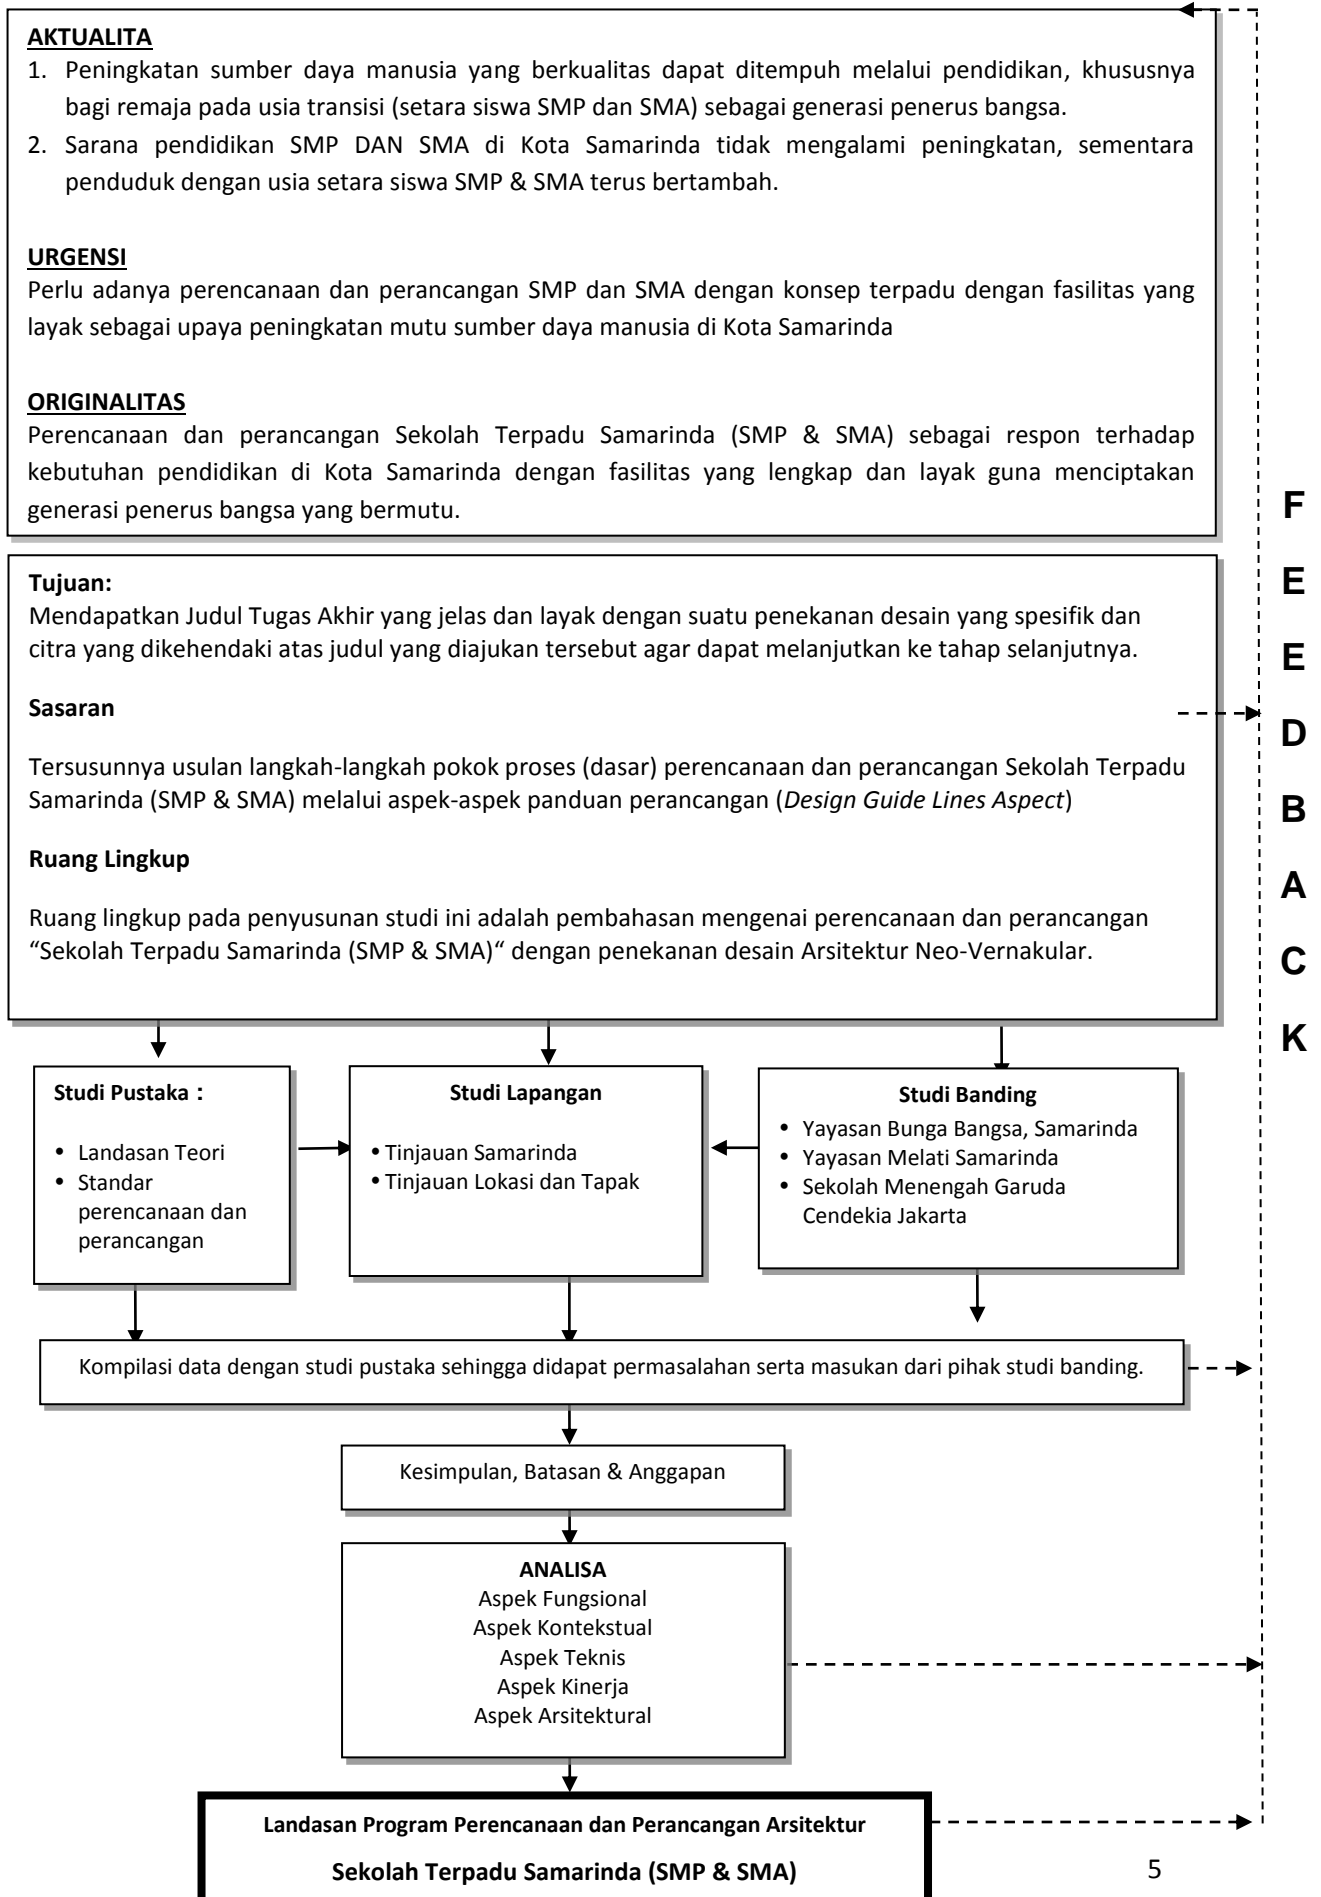 AKTUALITA
1. Peningkatan sumber daya manusia yang berkualitas dapat ditempuh melalui pendidikan, khususnya
bagi remaja pada usia transisi (setara siswa SMP dan SMA) sebagai generasi penerus bangsa.
2. Sarana pendidikan SMP DAN SMA di Kota Samarinda tidak mengalami peningkatan, sementara
penduduk dengan usia setara siswa SMP & SMA terus bertambah.
URGENSI
Perlu adanya perencanaan dan perancangan SMP dan SMA dengan konsep terpadu dengan fasilitas yang
layak sebagai upaya peningkatan mutu sumber daya manusia di Kota Samarinda
ORIGINALITAS
Perencanaan dan perancangan Sekolah Terpadu Samarinda (SMP & SMA) sebagai respon terhadap
kebutuhan pendidikan di Kota Samarinda dengan fasilitas yang lengkap dan layak guna menciptakan
generasi penerus bangsa yang bermutu.
Tujuan:
Mendapatkan Judul Tugas Akhir yang jelas dan layak dengan suatu penekanan desain yang spesifik dan
citra yang dikehendaki atas judul yang diajukan tersebut agar dapat melanjutkan ke tahap selanjutnya.
Sasaran
Tersusunnya usulan langkah-langkah pokok proses (dasar) perencanaan dan perancangan Sekolah Terpadu
Samarinda (SMP & SMA) melalui aspek-aspek panduan perancangan (Design Guide Lines Aspect)
Ruang Lingkup
Ruang lingkup pada penyusunan studi ini adalah pembahasan mengenai perencanaan dan perancangan
“Sekolah Terpadu Samarinda (SMP & SMA)“ dengan penekanan desain Arsitektur Neo-Vernakular.
F
E
E
D
B
A
C
K
Studi Pustaka :
• Landasan Teori
• Standar
perencanaan dan
perancangan
Studi Lapangan
• Tinjauan Samarinda
• Tinjauan Lokasi dan Tapak
Studi Banding
• Yayasan Bunga Bangsa, Samarinda
• Yayasan Melati Samarinda
• Sekolah Menengah Garuda
Cendekia Jakarta
Kompilasi data dengan studi pustaka sehingga didapat permasalahan serta masukan dari pihak studi banding.
Kesimpulan, Batasan & Anggapan
ANALISA
Aspek Fungsional
Aspek Kontekstual
Aspek Teknis
Aspek Kinerja
Aspek Arsitektural
Landasan Program Perencanaan dan Perancangan Arsitektur
Sekolah Terpadu Samarinda (SMP & SMA)
5